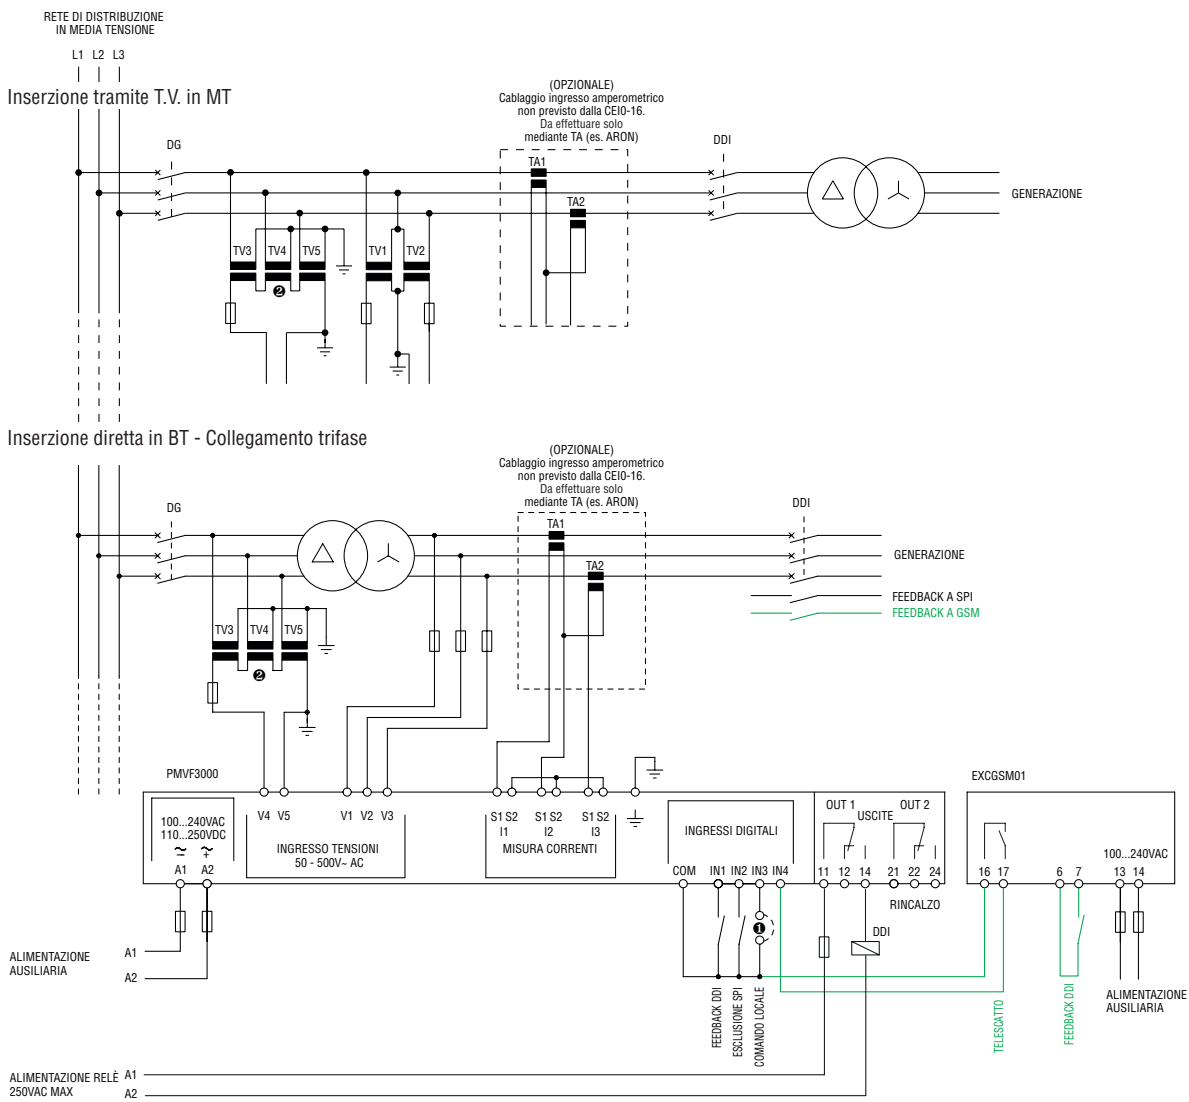 RETE DI DISTRIBUZIONE
IN MEDIA TENSIONE
L1 L2 L3
Inserzione tramite T.V. in MT
(OPZIONALE)
Cablaggio ingresso amperometrico
non previsto dalla CEI0-16.
Da effettuare solo
mediante TA (es. ARON)
DG
DDI
TA1
TA2
GENERAZIONE
TV3 TV4 TV5
TV1 TV2
2
Inserzione diretta in BT - Collegamento trifase
(OPZIONALE)
Cablaggio ingresso amperometrico
non previsto dalla CEI0-16.
Da effettuare solo
mediante TA (es. ARON)
DG
DDI
TA1
TA2
GENERAZIONE
FEEDBACK A SPI
FEEDBACK A GSM
TV3 TV4 TV5
2
PMVF3000
EXCGSM01
100...240VAC
110...250VDC
~ ~
– +
A1 A2
V4 V5 V1 V2 V3
INGRESSO TENSIONI
50 - 500V~ AC
S1 S2 S1 S2 S1 S2
I1 I2 I3
MISURA CORRENTI
INGRESSI DIGITALI
COM IN1 IN2 IN3 IN4
OUT 1 OUT 2
USCITE
11 12 14 21 22 24
RINCALZO
100...240VAC
16 17 6 7 13 14
1
DDI
ALIMENTAZIONE
AUSILIARIA
A1
A2
FEEDBACK DDI
ESCLUSIONE SPI
COMANDO LOCALE
TELESCATTO
FEEDBACK DDI
ALIMENTAZIONE
AUSILIARIA
ALIMENTAZIONE RELÈ
250VAC MAX
A1
A2